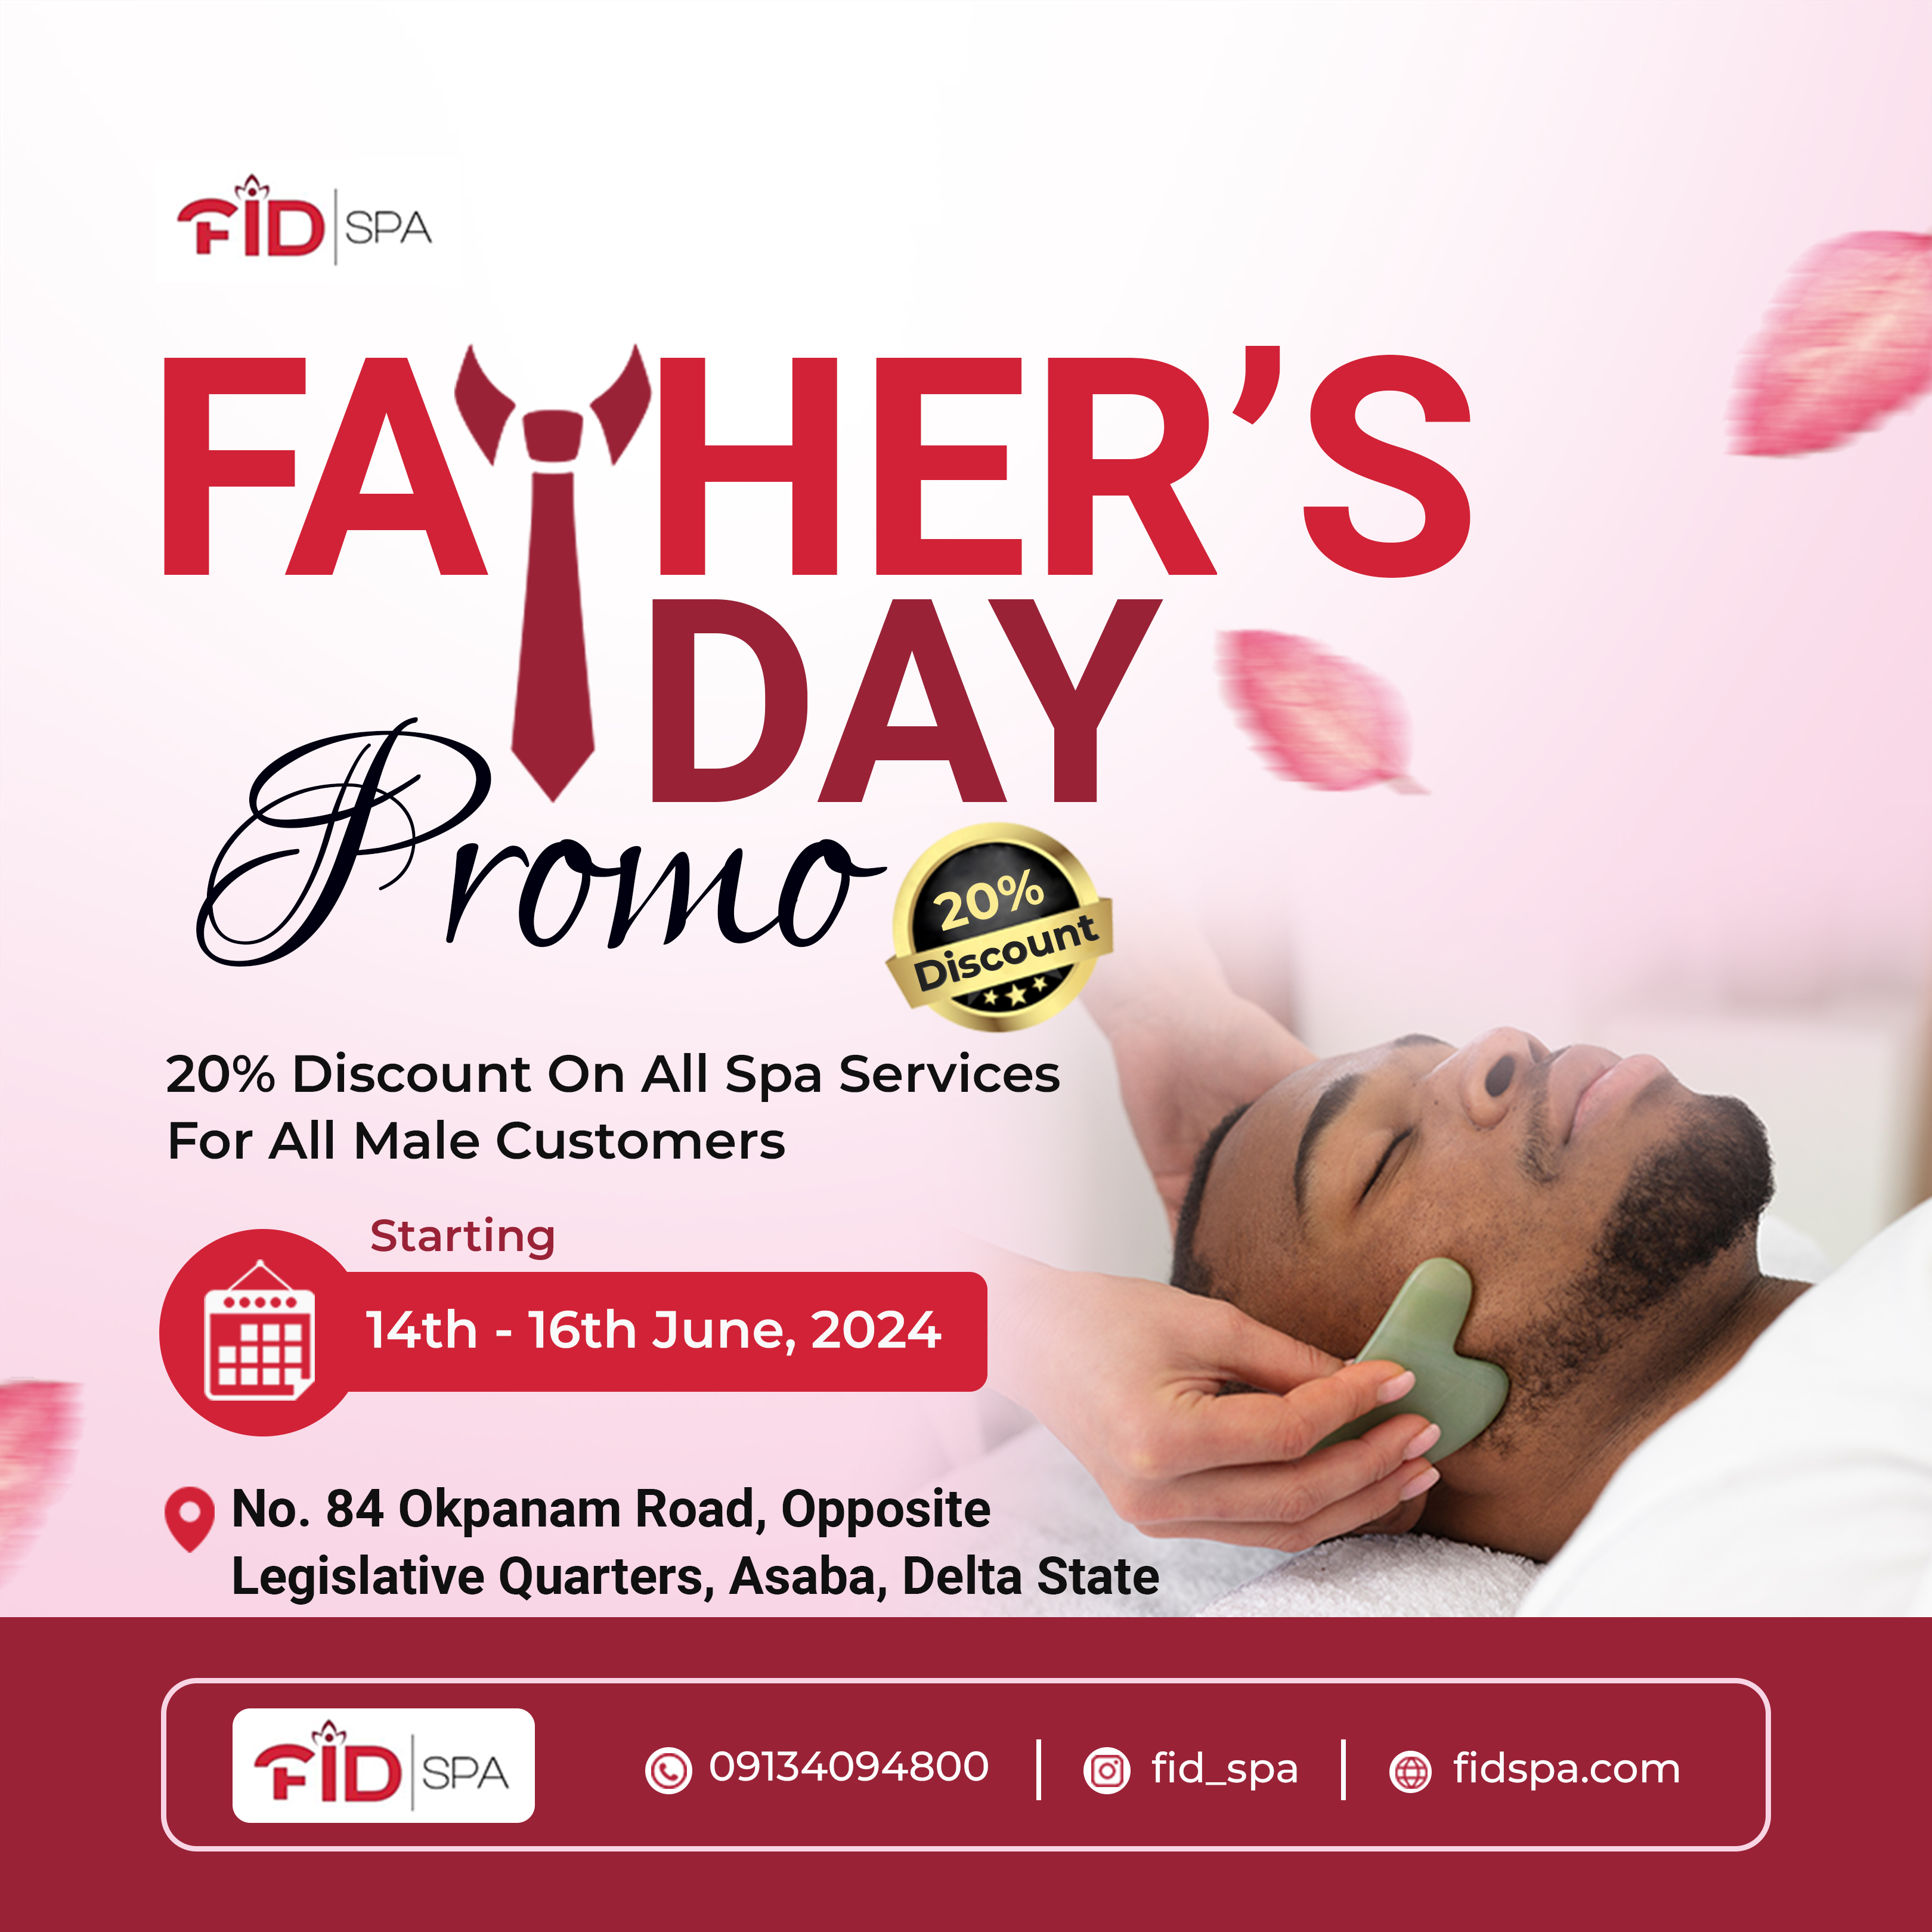 FID SPA
FATHER'S
DAY
Promo
20%
Discount
20% Discount On All Spa Services
For All Male Customers
Starting
14th - 16th June, 2024
No. 84 Okpanam Road, Opposite
Legislative Quarters, Asaba, Delta State
FID SPA
09134094800
fid_spa
fidspa.com